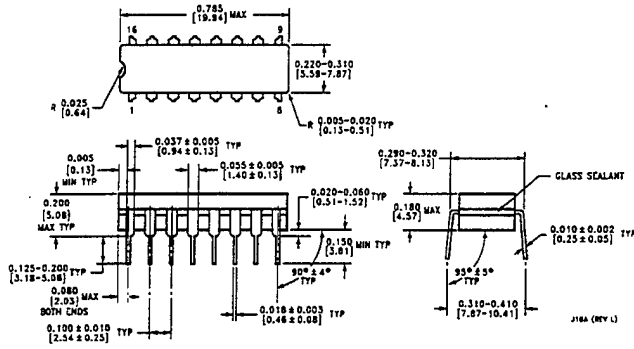 0.785
[19.94] MAX
16
9
0.220-0.310
[5.59-7.87]
R 0.025
[0.64]
1
8
R 0.005-0.020 TYP
[0.13-0.51]
0.037±0.005 TYP
[0.94±0.13]
0.005
[0.13]
MIN TYP
0.055±0.005 TYP
[1.40±0.13]
0.290-0.320
[7.37-8.13]
GLASS SEALANT
0.200
[5.08]
MAX TYP
0.020-0.060 TYP
[0.51-1.52]
0.180 MAX
[4.57]
0.150 MIN TYP
[3.81]
0.010±0.002 TYP
[0.25±0.05]
0.125-0.200 TYP
[3.18-5.08]
90°±4°
TYP
95°±5°
TYP
0.080 MAX
[2.03]
BOTH ENDS
0.018±0.003 TYP
[0.46±0.08]
0.310-0.410
[7.87-10.41]
0.100±0.010 TYP
[2.54±0.25]
J16A (REV L)